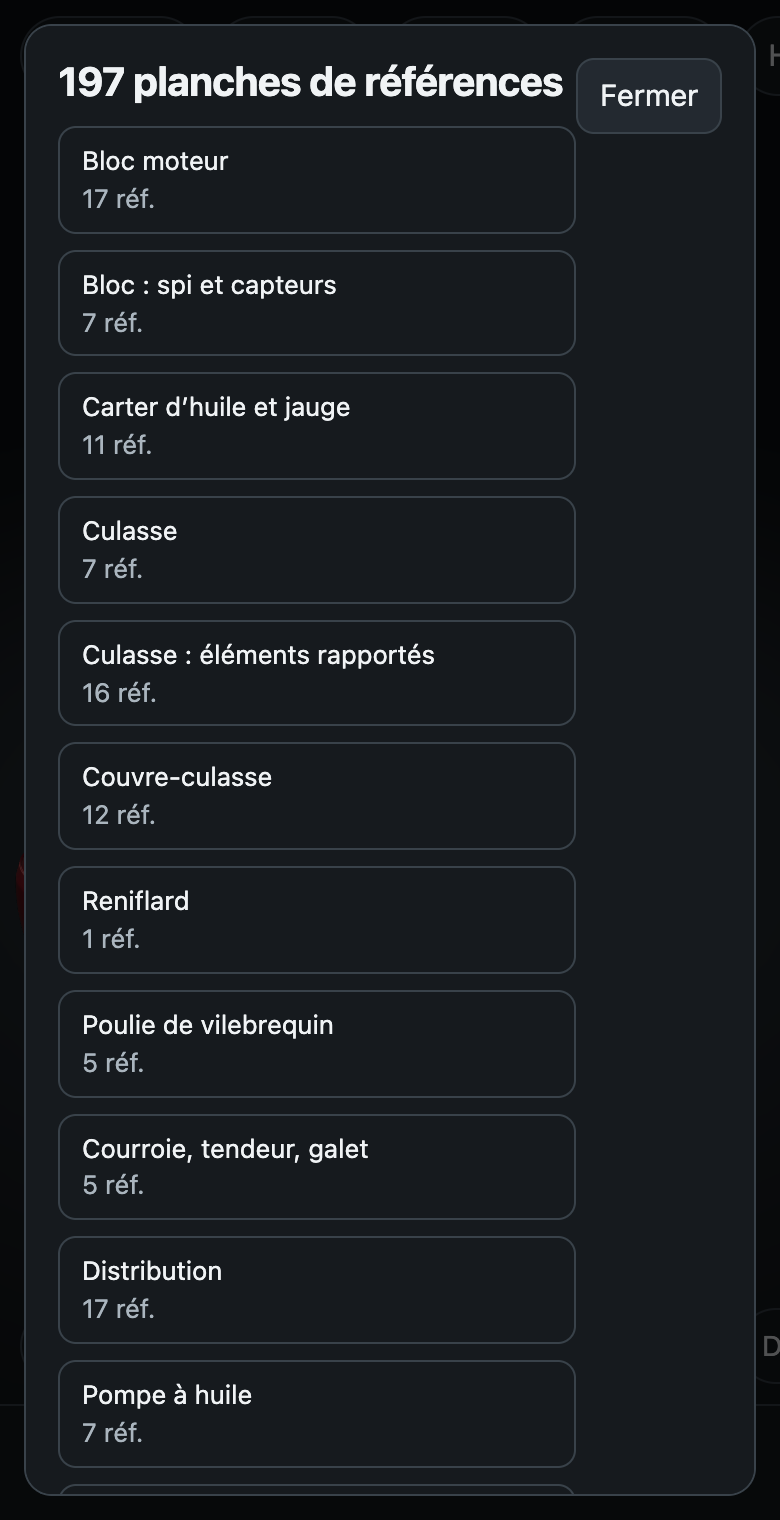 197 planches de références
Fermer
Bloc moteur
17 réf.
Bloc : spi et capteurs
7 réf.
Carter d’huile et jauge
11 réf.
Culasse
7 réf.
Culasse : éléments rapportés
16 réf.
Couvre-culasse
12 réf.
Reniflard
1 réf.
Poulie de vilebrequin
5 réf.
Courroie, tendeur, galet
5 réf.
Distribution
17 réf.
Pompe à huile
7 réf.